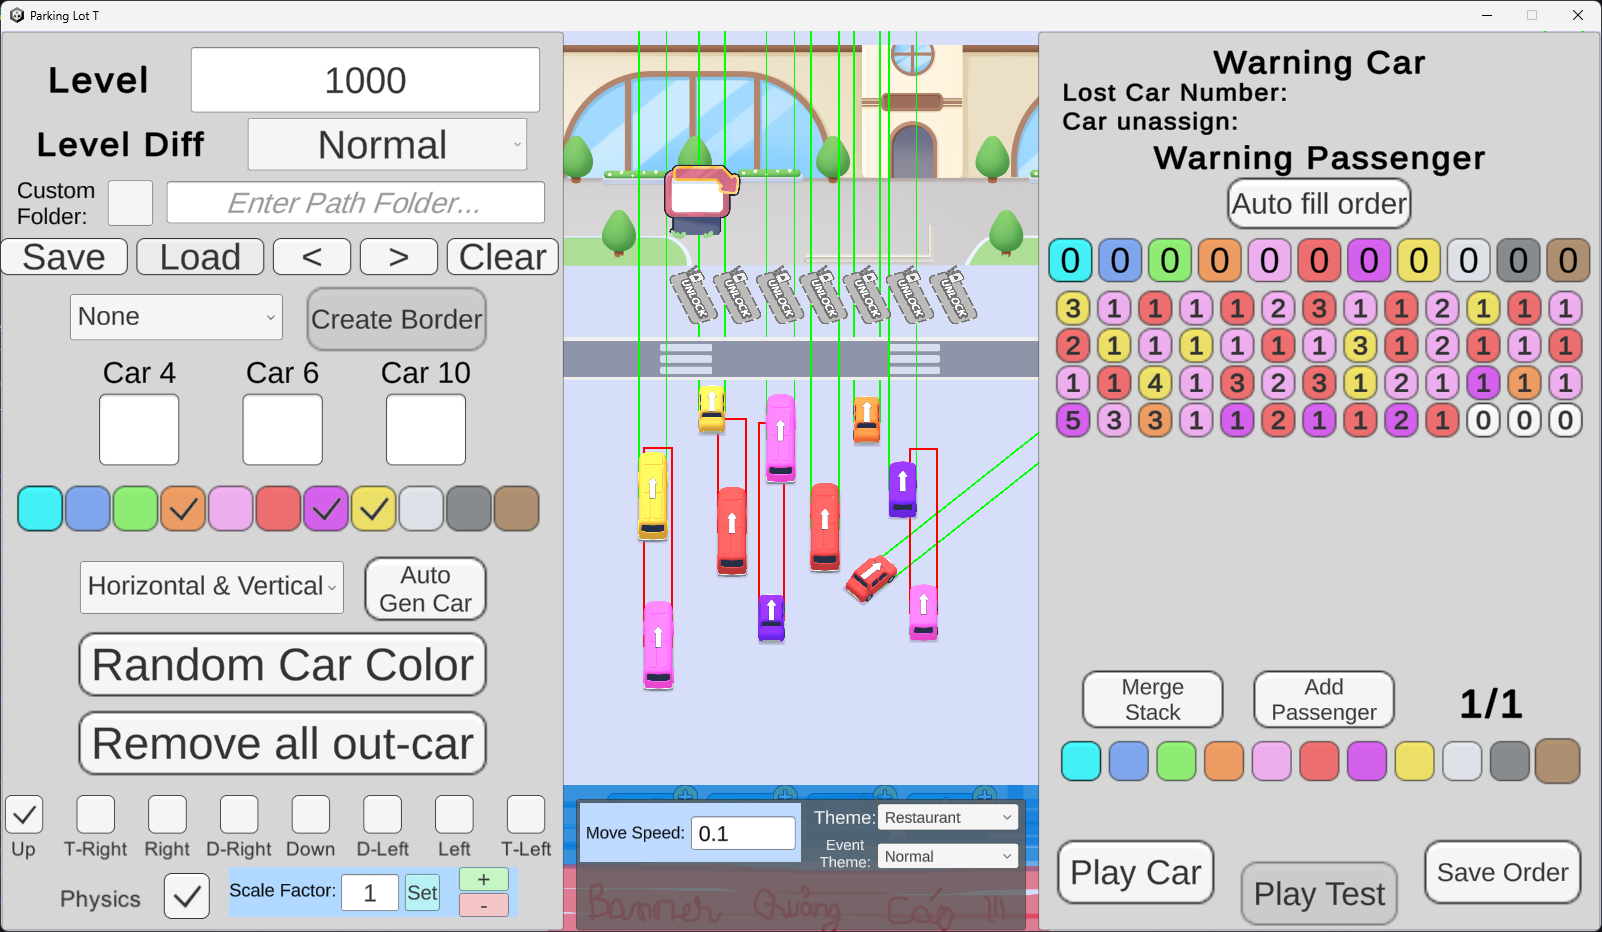 Parking Lot T
Level
1000
Level Diff
Normal
Custom
Folder:
Enter Path Folder...
Save
Load
<
>
Clear
None
Create Border
Car 4
Car 6
Car 10
Horizontal & Vertical
Auto
Gen Car
Random Car Color
Remove all out-car
Up
T-Right
Right
D-Right
Down
D-Left
Left
T-Left
Physics
Scale Factor:
1
Set
+
-
UNLOCK
UNLOCK
UNLOCK
UNLOCK
UNLOCK
UNLOCK
UNLOCK
Move Speed:
0.1
Theme:
Restaurant
Event
Theme:
Normal
Banner Quảng Cáo !!!
Warning Car
Lost Car Number:
Car unassign:
Warning Passenger
Auto fill order
0 0 0 0 0 0 0 0 0 0 0
3 1 1 1 1 2 3 1 1 2 1 1 1
2 1 1 1 1 1 1 3 1 2 1 1 1
1 1 4 1 3 2 3 1 2 1 1 1 1
5 3 3 1 1 2 1 1 2 1 0 0 0
Merge
Stack
Add
Passenger
1/1
Play Car
Play Test
Save Order